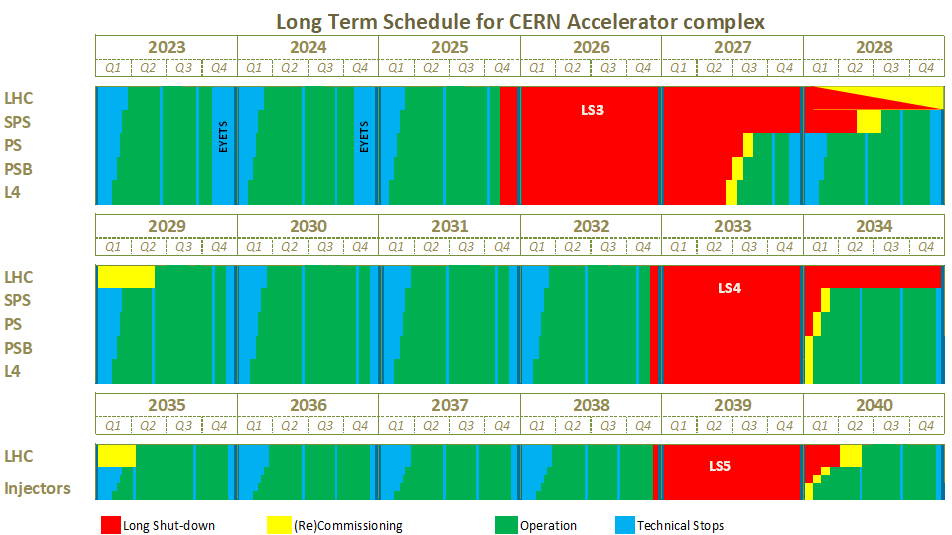 Long Term Schedule for CERN Accelerator complex
2023 2024 2025 2026 2027 2028
Q1 Q2 Q3 Q4 Q1 Q2 Q3 Q4 Q1 Q2 Q3 Q4 Q1 Q2 Q3 Q4 Q1 Q2 Q3 Q4 Q1 Q2 Q3 Q4
LHC
LS3
SPS
EYETS EYETS
PS
PSB
L4
2029 2030 2031 2032 2033 2034
Q1 Q2 Q3 Q4 Q1 Q2 Q3 Q4 Q1 Q2 Q3 Q4 Q1 Q2 Q3 Q4 Q1 Q2 Q3 Q4 Q1 Q2 Q3 Q4
LHC
LS4
SPS
PS
PSB
L4
2035 2036 2037 2038 2039 2040
Q1 Q2 Q3 Q4 Q1 Q2 Q3 Q4 Q1 Q2 Q3 Q4 Q1 Q2 Q3 Q4 Q1 Q2 Q3 Q4 Q1 Q2 Q3 Q4
LHC
LS5
Injectors
Long Shut-down (Re)Commissioning Operation Technical Stops